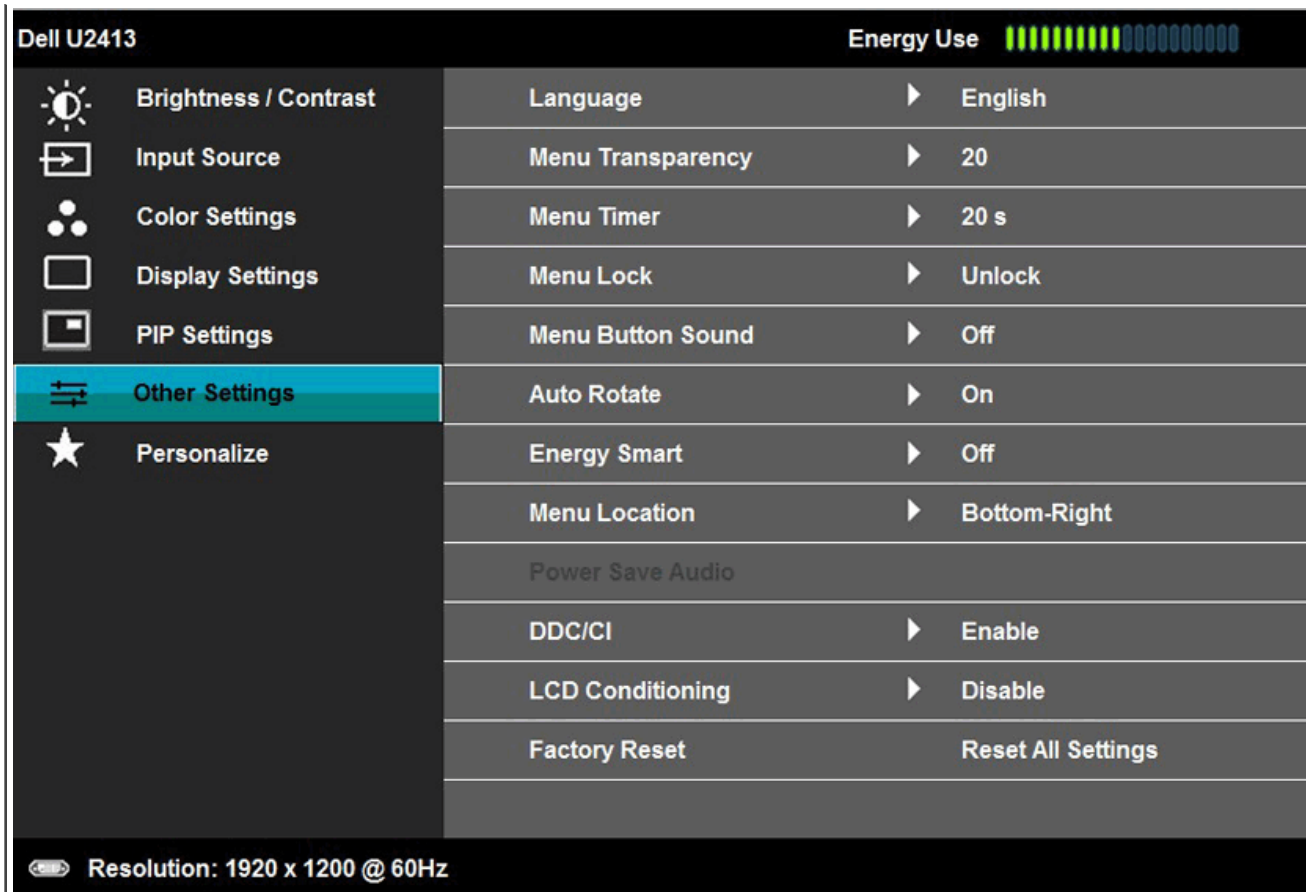 Dell U2413 Energy Use
Brightness / Contrast
Input Source
Color Settings
Display Settings
PIP Settings
Other Settings
Personalize
Language English
Menu Transparency 20
Menu Timer 20 s
Menu Lock Unlock
Menu Button Sound Off
Auto Rotate On
Energy Smart Off
Menu Location Bottom-Right
Power Save Audio
DDC/CI Enable
LCD Conditioning Disable
Factory Reset Reset All Settings
Resolution: 1920 x 1200 @ 60Hz